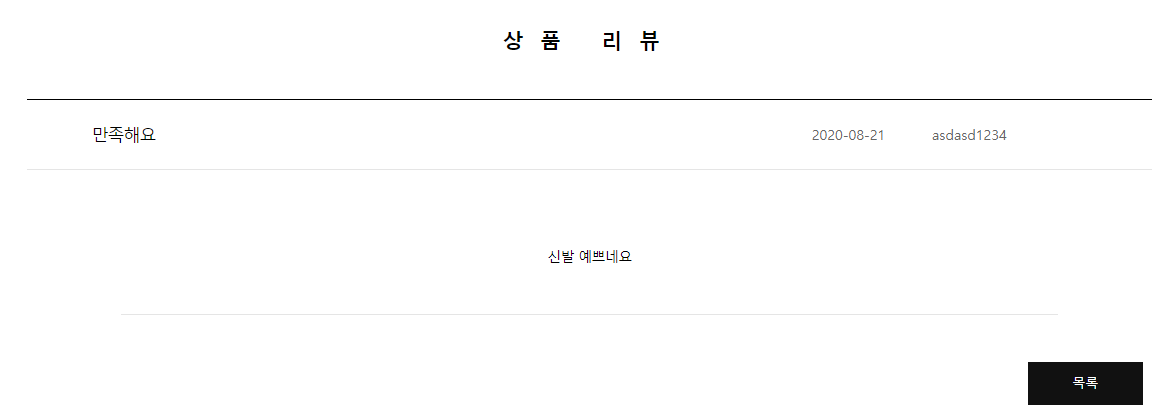 상 품 리 뷰
만족해요 2020-08-21 asdasd1234
신발 예쁘네요
목록